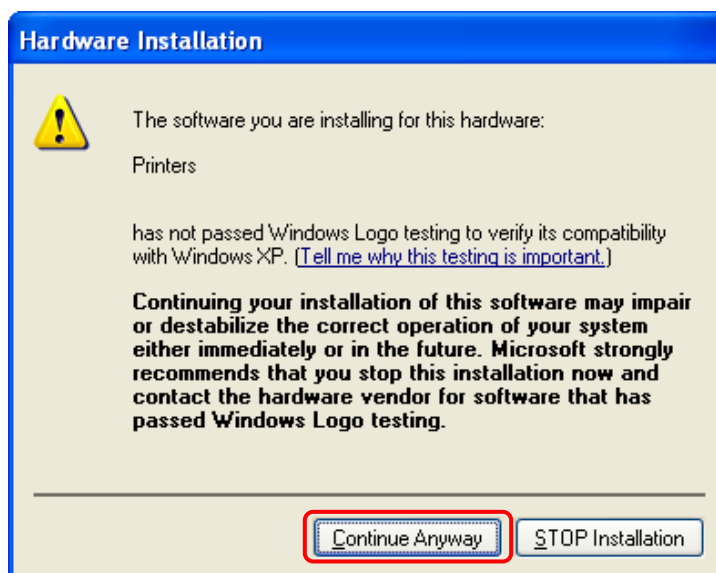 Hardware Installation
The software you are installing for this hardware:
Printers
has not passed Windows Logo testing to verify its compatibility
with Windows XP. (Tell me why this testing is important.)
Continuing your installation of this software may impair
or destabilize the correct operation of your system
either immediately or in the future. Microsoft strongly
recommends that you stop this installation now and
contact the hardware vendor for software that has
passed Windows Logo testing.
Continue Anyway
STOP Installation